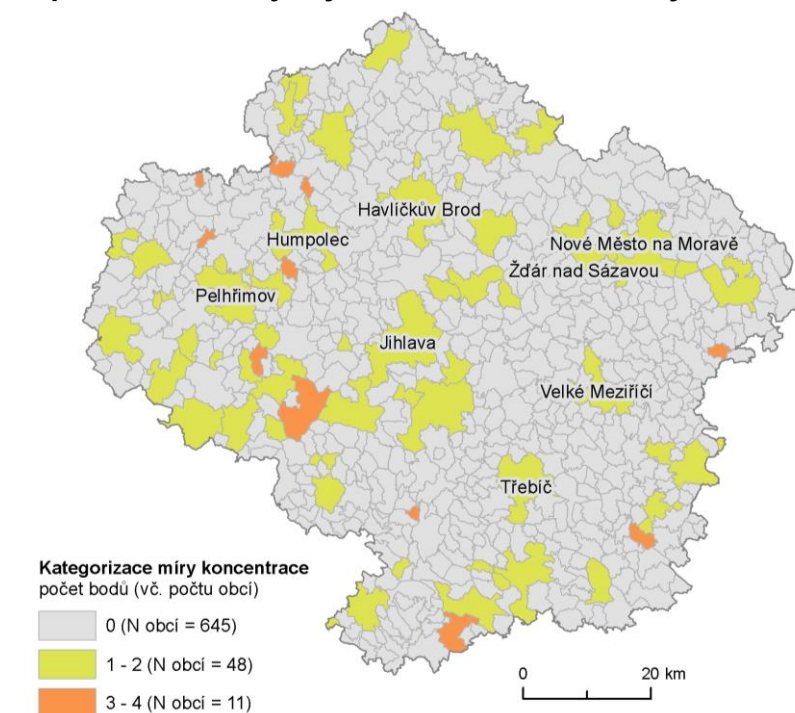 Havlíčkův Brod
Humpolec
Nové Město na Moravě
Žďár nad Sázavou
Pelhřimov
Jihlava
Velké Meziříčí
Třebíč
Kategorizace míry koncentrace
počet bodů (vč. počtu obcí)
0 (N obcí = 645)
1 - 2 (N obcí = 48)
3 - 4 (N obcí = 11)
0 20 km